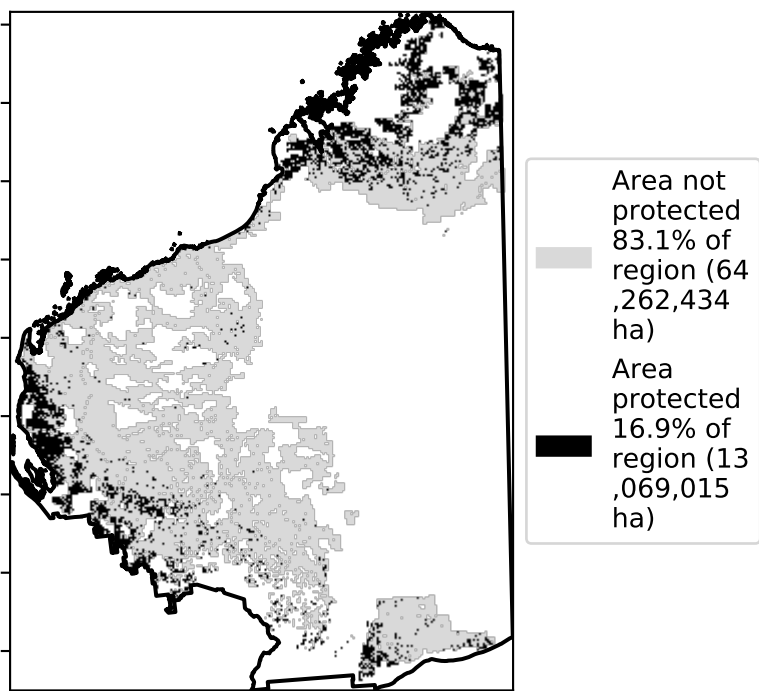 Area not
protected
83.1% of
region (64
,262,434
ha)
Area
protected
16.9% of
region (13
,069,015
ha)